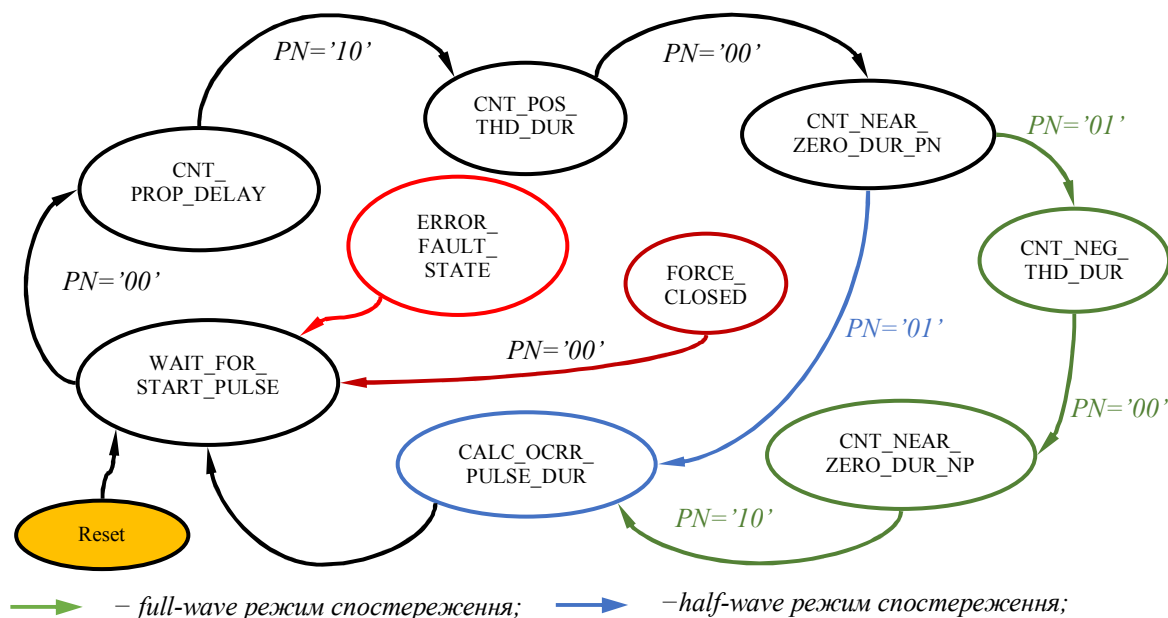 PN='10'
PN='00'
CNT_POS_
THD_DUR
CNT_NEAR_
ZERO_DUR_PN
PN='01'
CNT_
PROP_DELAY
ERROR_
FAULT_
STATE
CNT_NEG_
THD_DUR
FORCE_
CLOSED
PN='00'
PN='01'
PN='00'
WAIT_FOR_
START_PULSE
PN='00'
CALC_OCRR_
PULSE_DUR
CNT_NEAR_
ZERO_DUR_NP
PN='10'
Reset
− full-wave режим спостереження;
−half-wave режим спостереження;